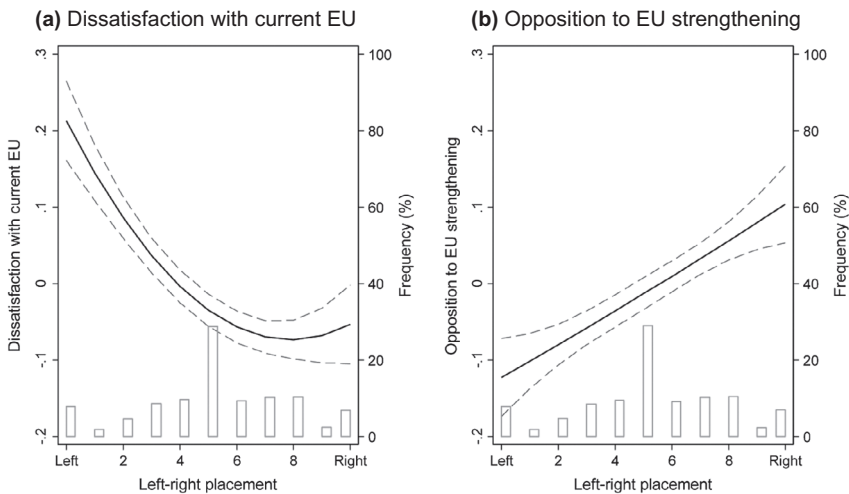 (a) Dissatisfaction with current EU
Dissatisfaction with current EU
.3
.2
.1
0
-.1
-.2
100
80
60
40
20
0
Frequency (%)
Left 2 4 6 8 Right
Left-right placement
(b) Opposition to EU strengthening
Opposition to EU strengthening
.3
.2
.1
0
-.1
-.2
100
80
60
40
20
0
Frequency (%)
Left 2 4 6 8 Right
Left-right placement